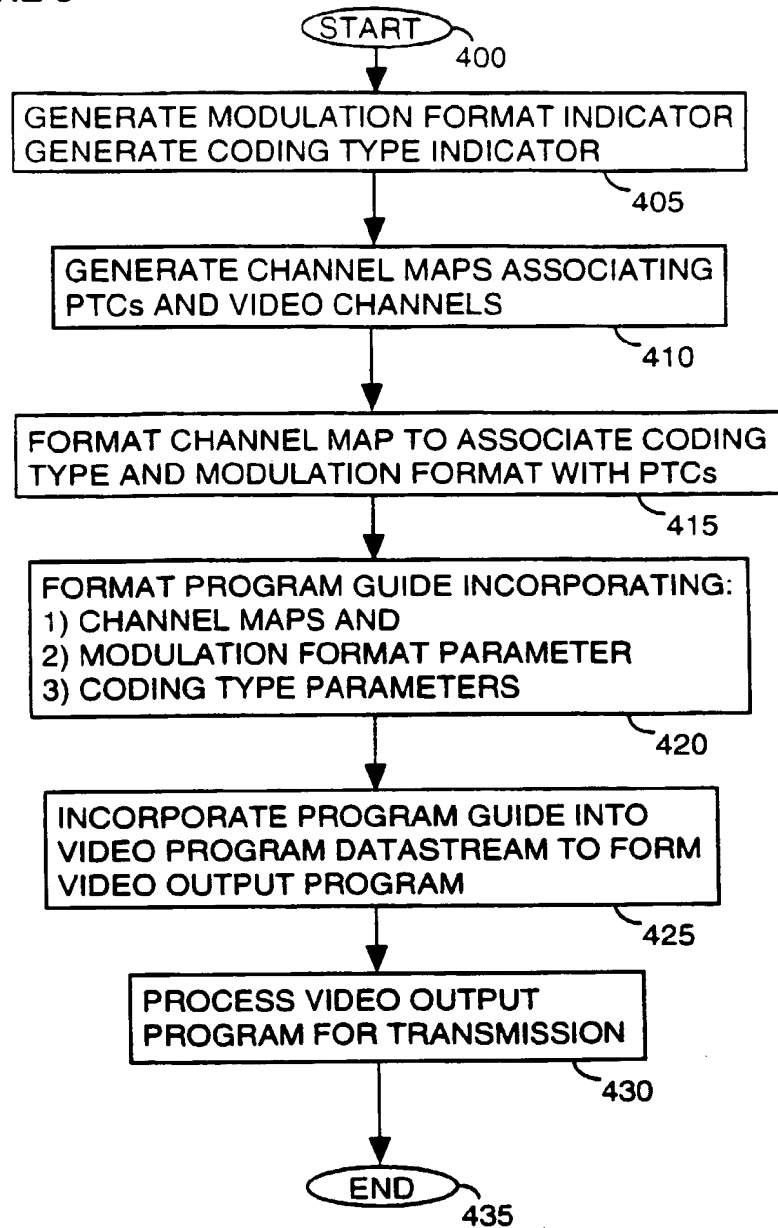 START
400
GENERATE MODULATION FORMAT INDICATOR
GENERATE CODING TYPE INDICATOR
405
GENERATE CHANNEL MAPS ASSOCIATING
PTCs AND VIDEO CHANNELS
410
FORMAT CHANNEL MAP TO ASSOCIATE CODING
TYPE AND MODULATION FORMAT WITH PTCs
415
FORMAT PROGRAM GUIDE INCORPORATING:
1) CHANNEL MAPS AND
2) MODULATION FORMAT PARAMETER
3) CODING TYPE PARAMETERS
420
INCORPORATE PROGRAM GUIDE INTO
VIDEO PROGRAM DATASTREAM TO FORM
VIDEO OUTPUT PROGRAM
425
PROCESS VIDEO OUTPUT
PROGRAM FOR TRANSMISSION
430
END
435